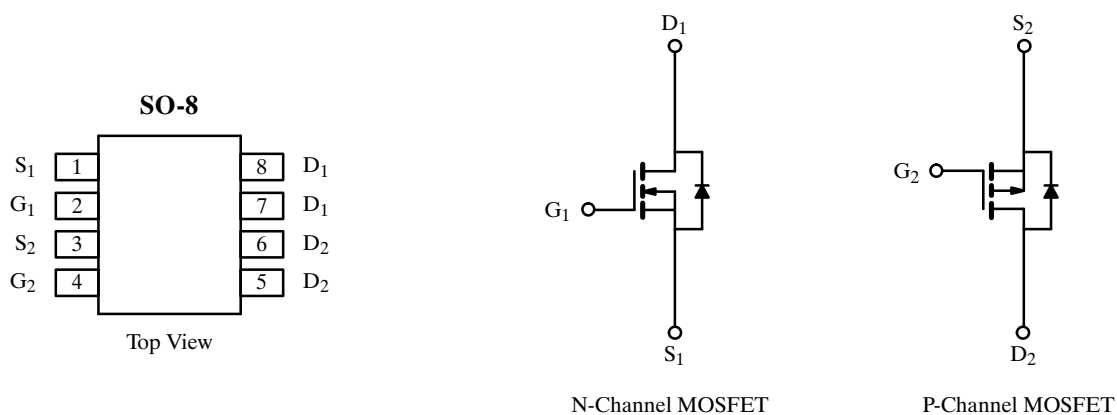 D1
S2
SO-8
S1 1 8 D1
G2
G1 2 7 D1
G1
S2 3 6 D2
G2 4 5 D2
Top View
S1
D2
N-Channel MOSFET
P-Channel MOSFET